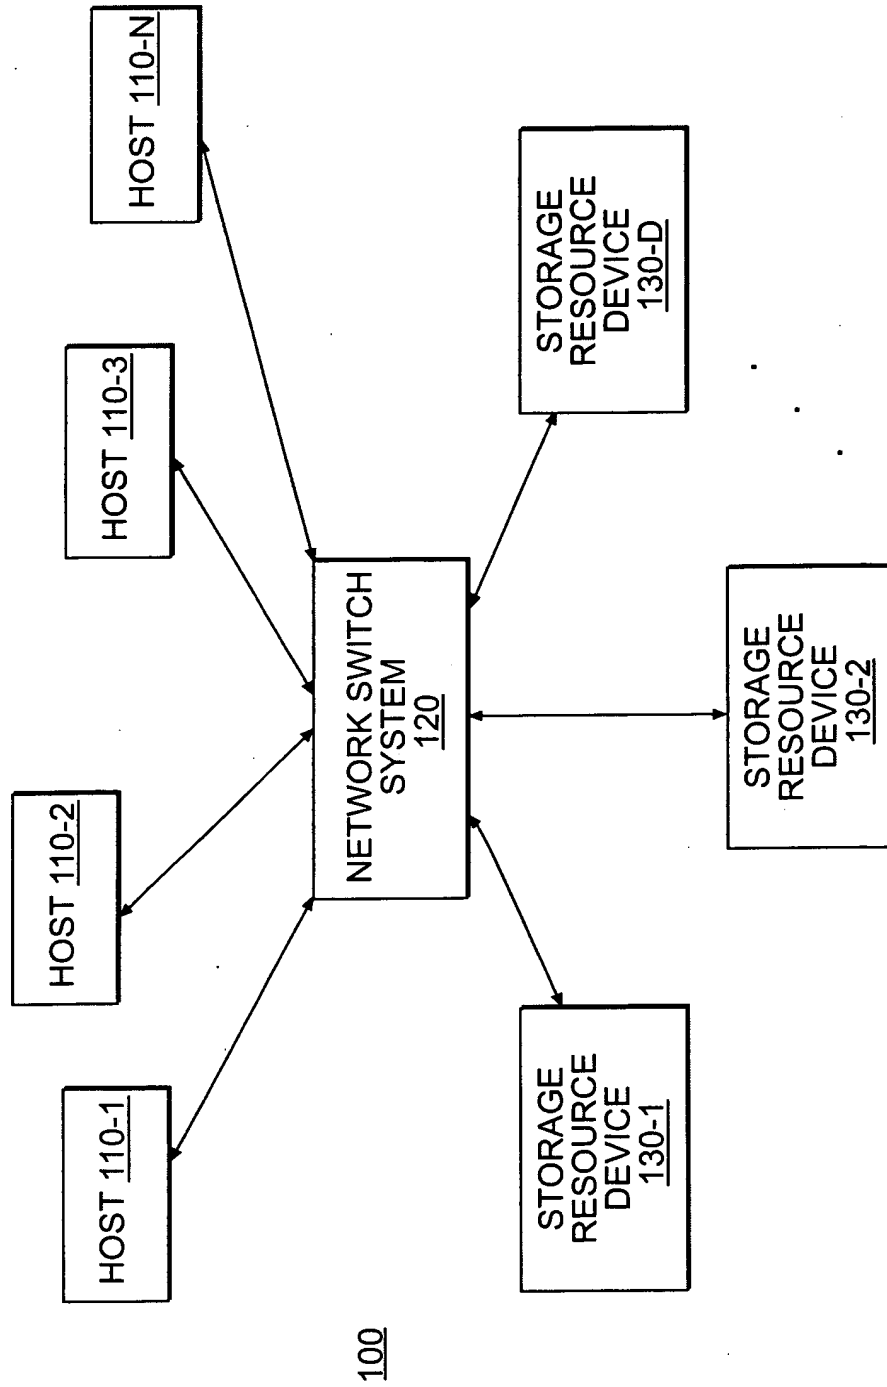 HOST 110-1
HOST 110-2
HOST 110-3
HOST 110-N
NETWORK SWITCH
SYSTEM
120
STORAGE
RESOURCE
DEVICE
130-1
STORAGE
RESOURCE
DEVICE
130-2
STORAGE
RESOURCE
DEVICE
130-D
100